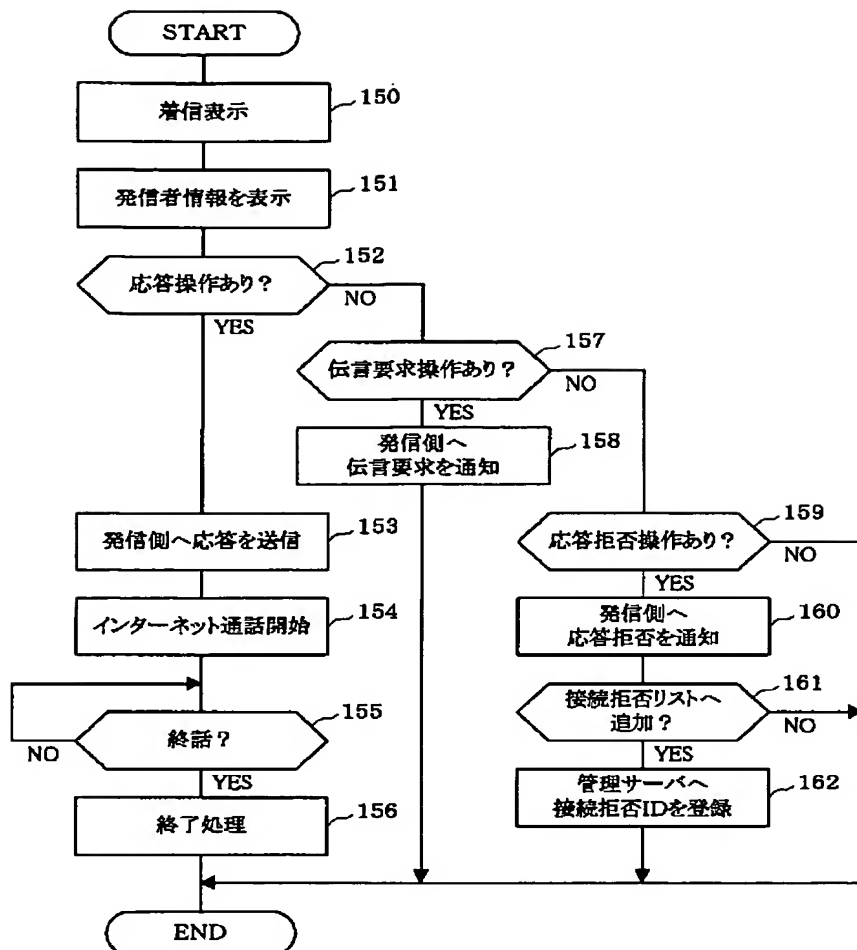 START
着信表示
150
発信者情報を表示
151
応答操作あり?
152
NO
YES
伝言要求操作あり?
157
NO
YES
発信側へ
伝言要求を通知
158
発信側へ応答を送信
153
応答拒否操作あり?
159
NO
YES
インターネット通話開始
154
発信側へ
応答拒否を通知
160
終話?
155
NO
YES
接続拒否リストへ
追加?
161
NO
YES
終了処理
156
管理サーバへ
接続拒否IDを登録
162
END